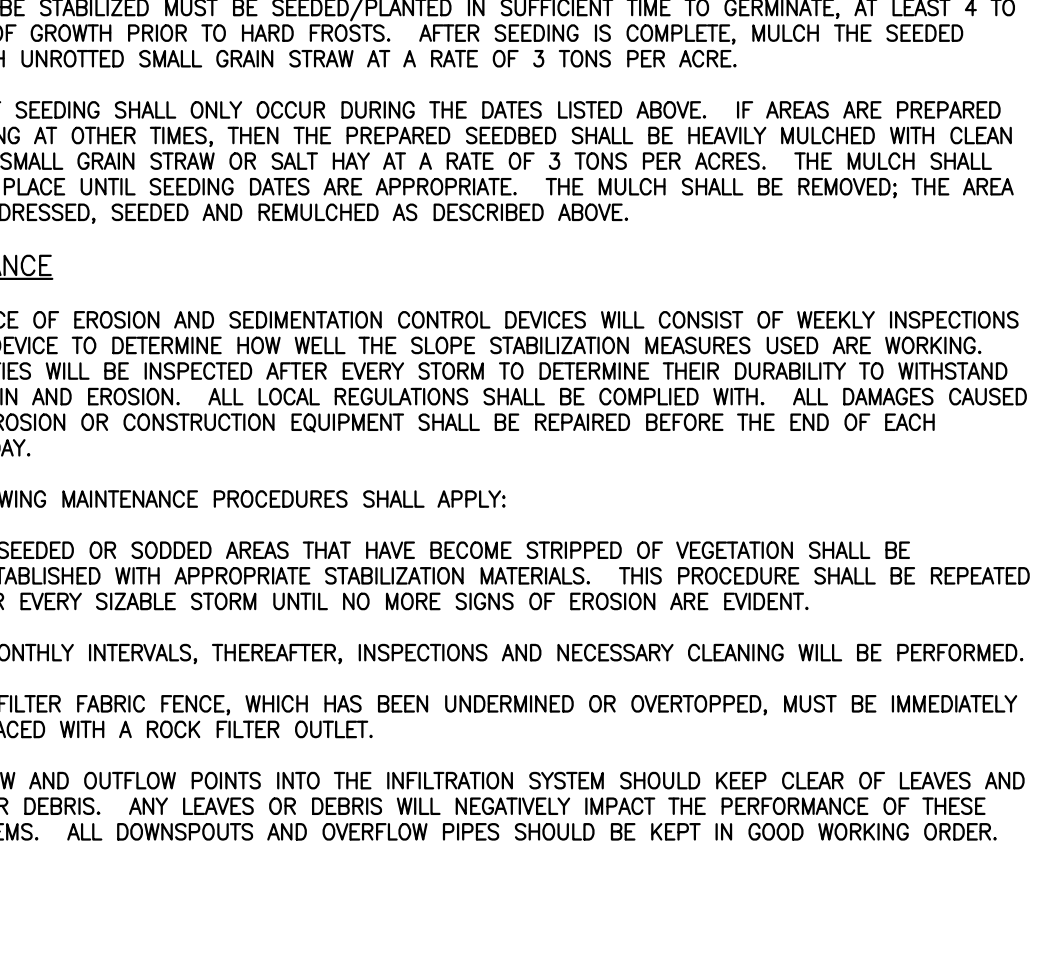 BE STABILIZED MUST BE SEEDED/PLANTED IN SUFFICIENT TIME TO GERMINATE, AT LEAST 4 TO
OF GROWTH PRIOR TO HARD FROSTS. AFTER SEEDING IS COMPLETE, MULCH THE SEEDED
H UNROTTED SMALL GRAIN STRAW AT A RATE OF 3 TONS PER ACRE.
T SEEDING SHALL ONLY OCCUR DURING THE DATES LISTED ABOVE. IF AREAS ARE PREPARED
NG AT OTHER TIMES, THEN THE PREPARED SEEDBED SHALL BE HEAVILY MULCHED WITH CLEAN
SMALL GRAIN STRAW OR SALT HAY AT A RATE OF 3 TONS PER ACRES. THE MULCH SHALL
PLACE UNTIL SEEDING DATES ARE APPROPRIATE. THE MULCH SHALL BE REMOVED; THE AREA
DRESSED, SEEDED AND REMULCHED AS DESCRIBED ABOVE.
ANCE
CE OF EROSION AND SEDIMENTATION CONTROL DEVICES WILL CONSIST OF WEEKLY INSPECTIONS
DEVICE TO DETERMINE HOW WELL THE SLOPE STABILIZATION MEASURES USED ARE WORKING.
TIES WILL BE INSPECTED AFTER EVERY STORM TO DETERMINE THEIR DURABILITY TO WITHSTAND
IN AND EROSION. ALL LOCAL REGULATIONS SHALL BE COMPLIED WITH. ALL DAMAGES CAUSED
ROSION OR CONSTRUCTION EQUIPMENT SHALL BE REPAIRED BEFORE THE END OF EACH
DAY.
WING MAINTENANCE PROCEDURES SHALL APPLY:
SEEDED OR SODDED AREAS THAT HAVE BECOME STRIPPED OF VEGETATION SHALL BE
TABLISHED WITH APPROPRIATE STABILIZATION MATERIALS. THIS PROCEDURE SHALL BE REPEATED
R EVERY SIZABLE STORM UNTIL NO MORE SIGNS OF EROSION ARE EVIDENT.
ONTHLY INTERVALS, THEREAFTER, INSPECTIONS AND NECESSARY CLEANING WILL BE PERFORMED.
FILTER FABRIC FENCE, WHICH HAS BEEN UNDERMINED OR OVERTOPPED, MUST BE IMMEDIATELY
ACED WITH A ROCK FILTER OUTLET.
W AND OUTFLOW POINTS INTO THE INFILTRATION SYSTEM SHOULD KEEP CLEAR OF LEAVES AND
R DEBRIS. ANY LEAVES OR DEBRIS WILL NEGATIVELY IMPACT THE PERFORMANCE OF THESE
EMS. ALL DOWNSPOUTS AND OVERFLOW PIPES SHOULD BE KEPT IN GOOD WORKING ORDER.